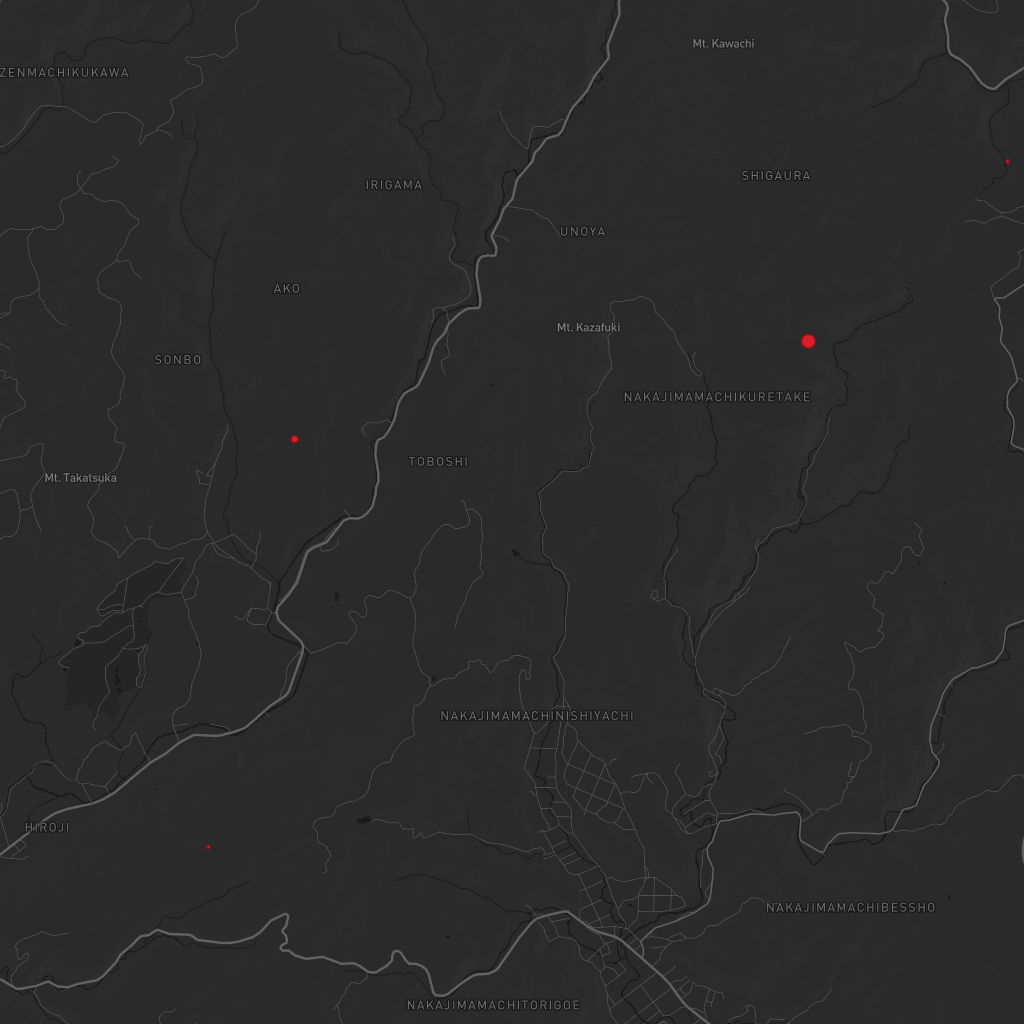 Mt. Kawachi
ZENMACHIKUKAWA
SHIGAURA
IRIGAMA
UNOYA
AKO
Mt. Kazafuki
SONBO
NAKAJIMAMACHIKURETAKE
TOBOSHI
Mt. Takatsuka
NAKAJIMAMACHINISHIYACHI
HIROJI
NAKAJIMAMACHIBESSHO
NAKAJIMAMACHITORIGOE